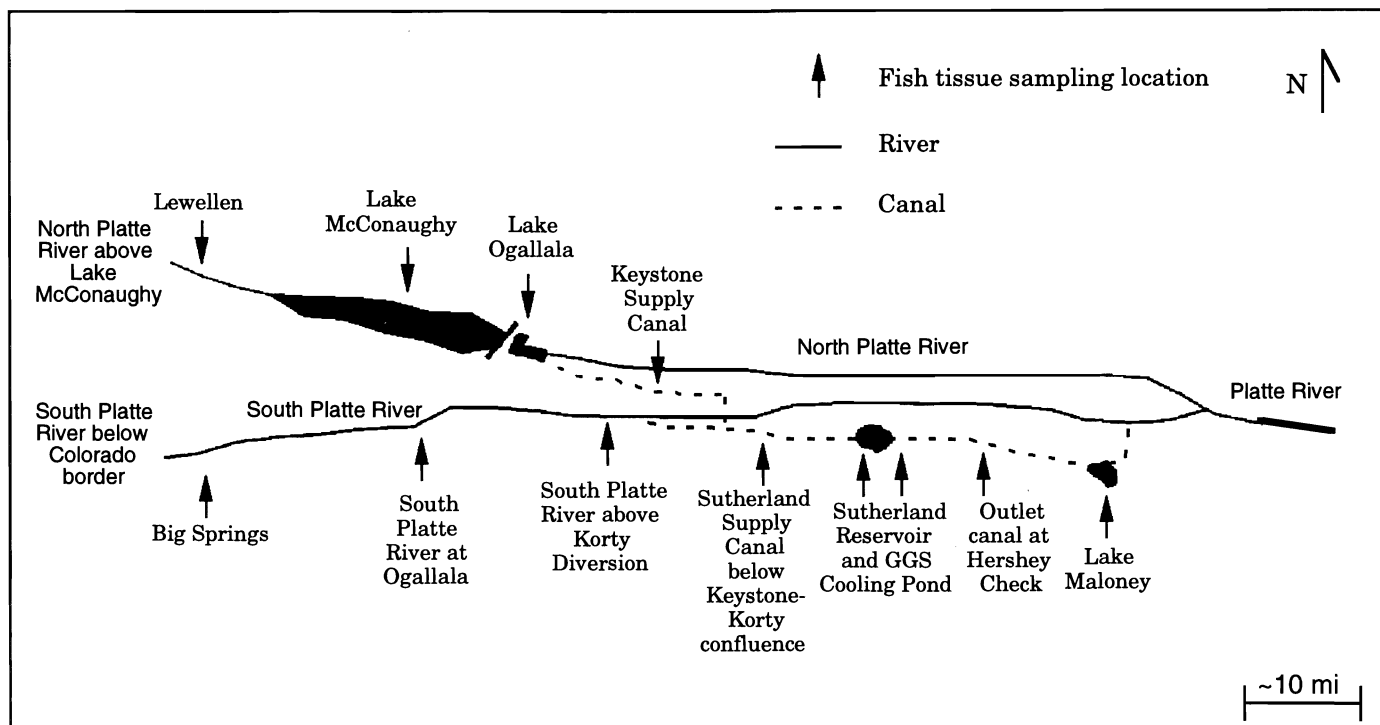 Fish tissue sampling location
N
River
Canal
Lewellen
Lake
McConaughy
Lake
Ogallala
North Platte
River above
Lake
McConaughy
Keystone
Supply
Canal
North Platte River
Platte River
South Platte
River below
Colorado
border
South Platte River
Big Springs
South
Platte
River at
Ogallala
South Platte
River above
Korty
Diversion
Sutherland
Supply
Canal
below
Keystone-
Korty
confluence
Sutherland
Reservoir
and GGS
Cooling Pond
Outlet
canal at
Hershey
Check
Lake
Maloney
~10 mi